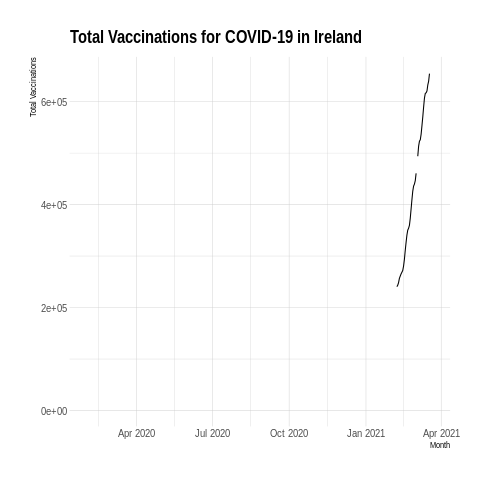 Total Vaccinations for COVID-19 in Ireland
Total Vaccinations
6e+05
4e+05
2e+05
0e+00
Apr 2020 Jul 2020 Oct 2020 Jan 2021 Apr 2021
Month